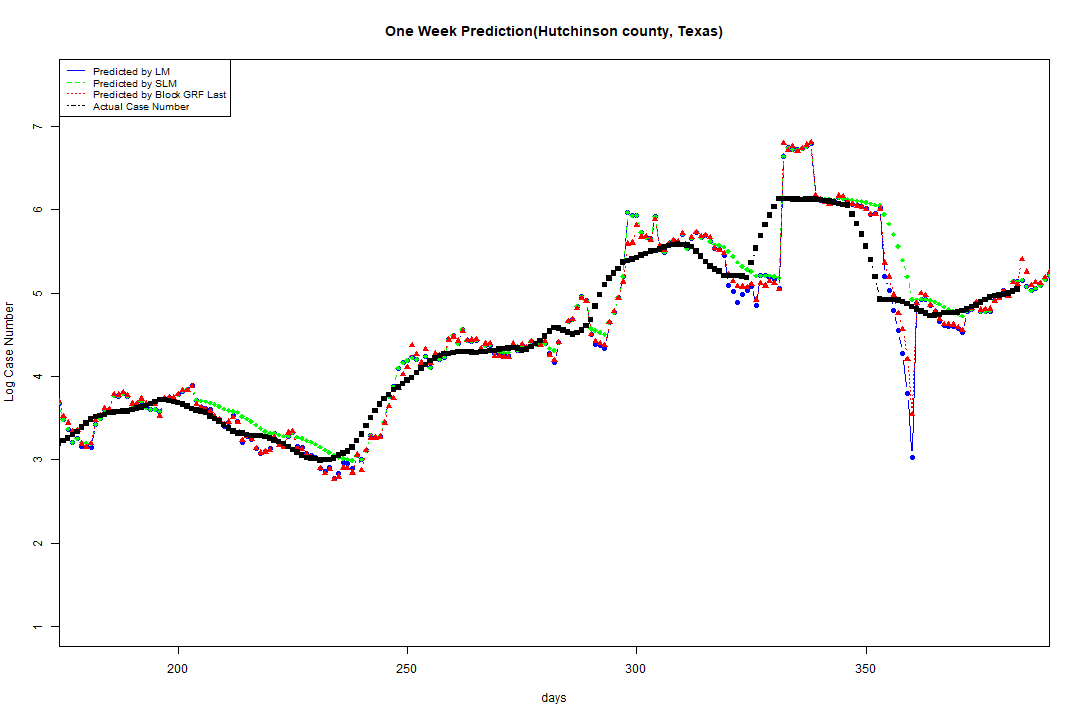 One Week Prediction(Hutchinson county, Texas)
Predicted by LM
Predicted by SLM
Predicted by Block GRF Last
Actual Case Number
Log Case Number
7
6
5
4
3
2
1
200 250 300 350
days